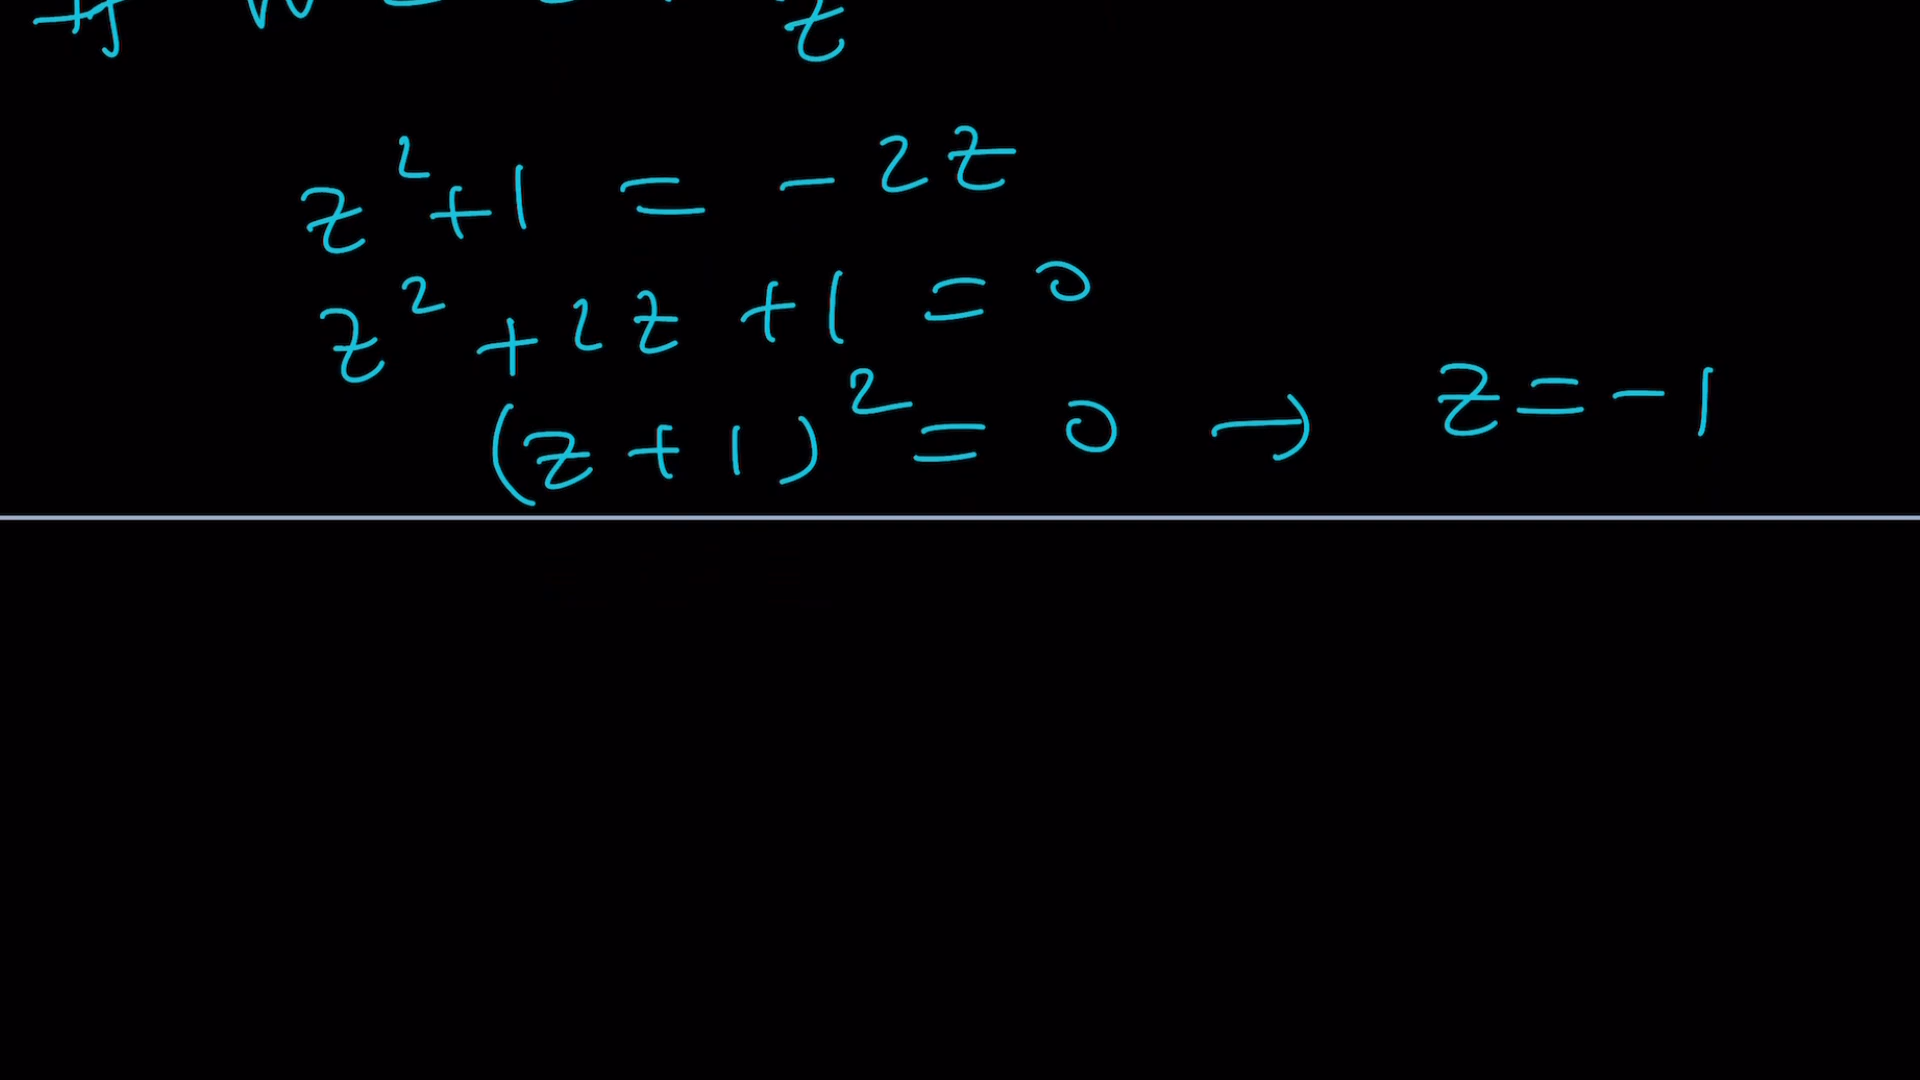 z
z² + 1 = - 2z
z² + 2z + 1 = 0
(z + 1)² = 0 → z = - 1